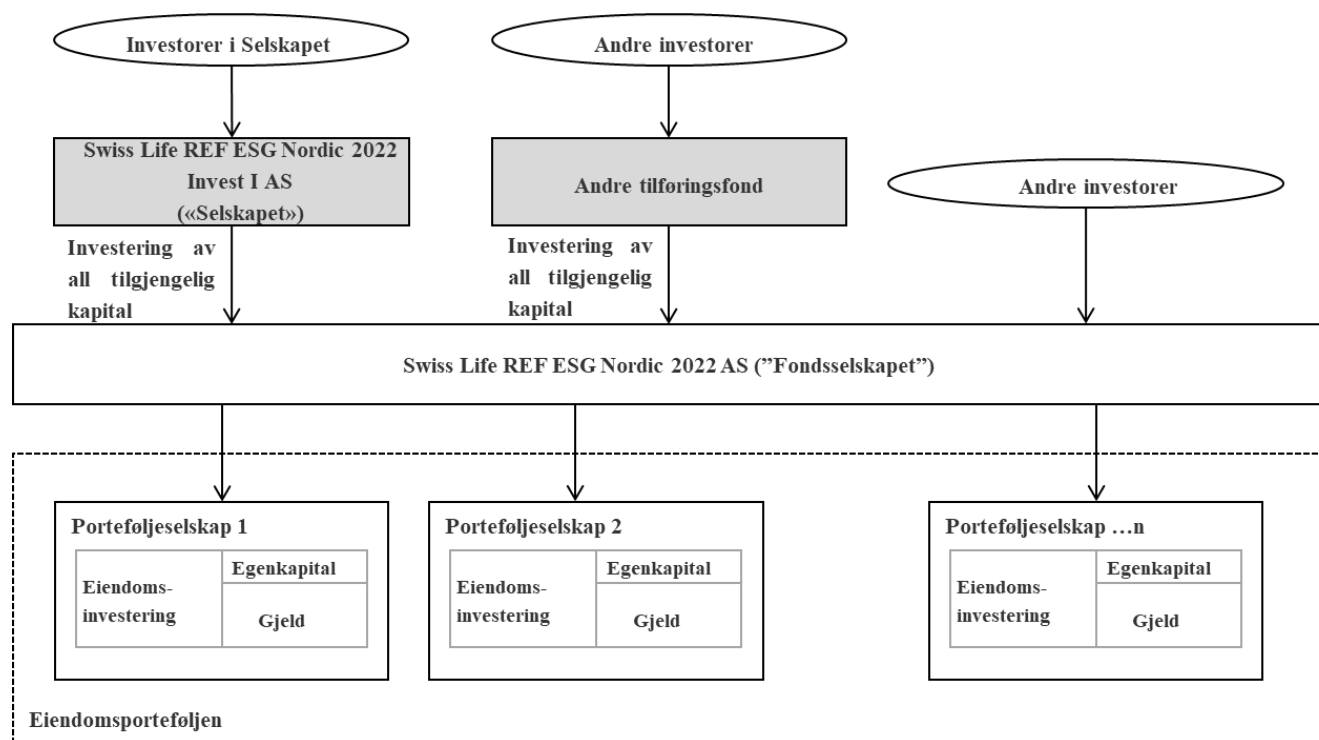 Investorer i Selskapet
Andre investorer
Swiss Life REF ESG Nordic 2022
Invest I AS
(«Selskapet»)
Andre tilføringsfond
Andre investorer
Investering av
all tilgjengelig
kapital
Investering av
all tilgjengelig
kapital
Swiss Life REF ESG Nordic 2022 AS (”Fondsselskapet”)
Porteføljeselskap 1
Eiendoms-
investering
Egenkapital
Gjeld
Porteføljeselskap 2
Eiendoms-
investering
Egenkapital
Gjeld
Porteføljeselskap …n
Eiendoms-
investering
Egenkapital
Gjeld
Eiendomsporteføljen